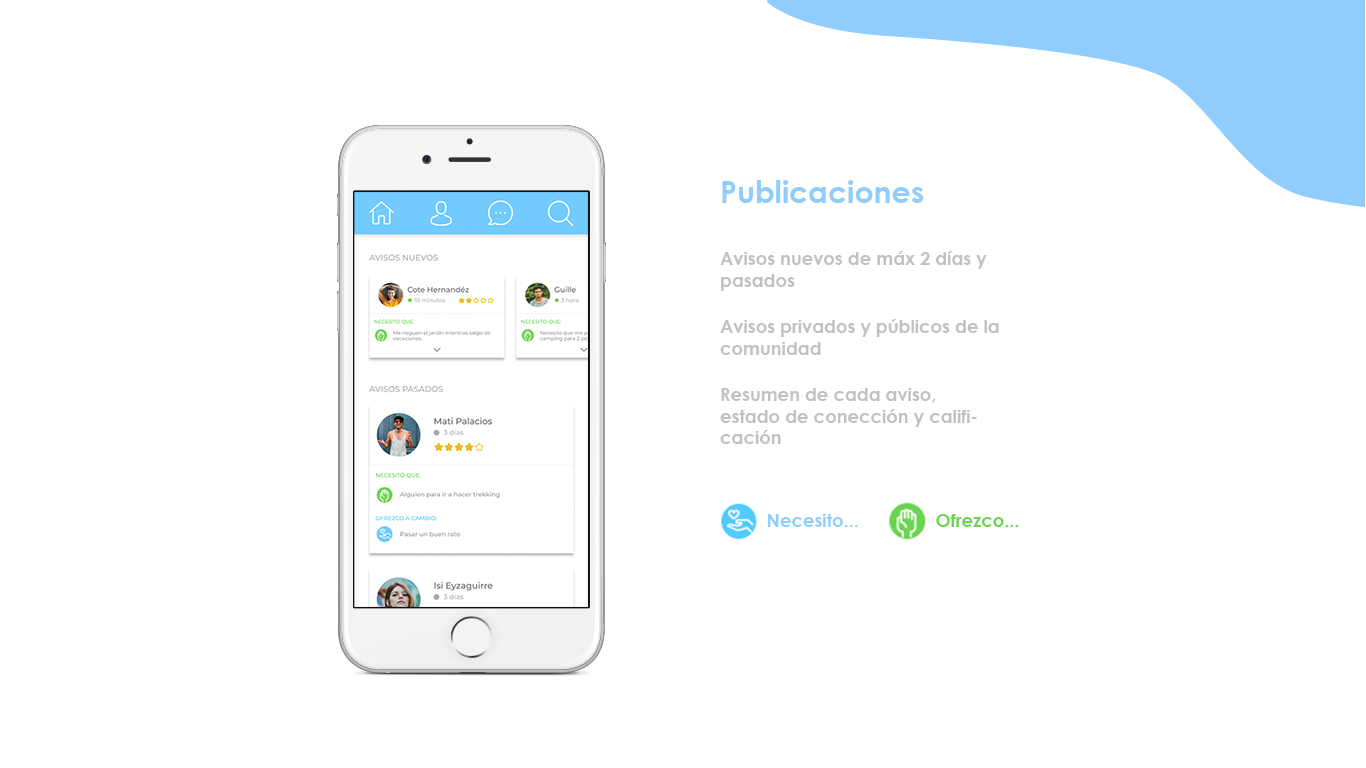 AVISOS NUEVOS
Cote Hernandéz
10 minutos
NECESITO QUE:
Me rieguen el jardín mientras salgo de
vacaciones.
Guille
3 hora
NECESITO QUE:
Necesito que me p
camping para 2 pe
AVISOS PASADOS
Mati Palacios
3 días
NECESITO QUE:
Alguien para ir a hacer trekking
OFREZCO A CAMBIO:
Pasar un buen rato
Isi Eyzaguirre
3 días
Publicaciones
Avisos nuevos de máx 2 días y
pasados
Avisos privados y públicos de la
comunidad
Resumen de cada aviso,
estado de conección y califi-
cación
Necesito...
Ofrezco...